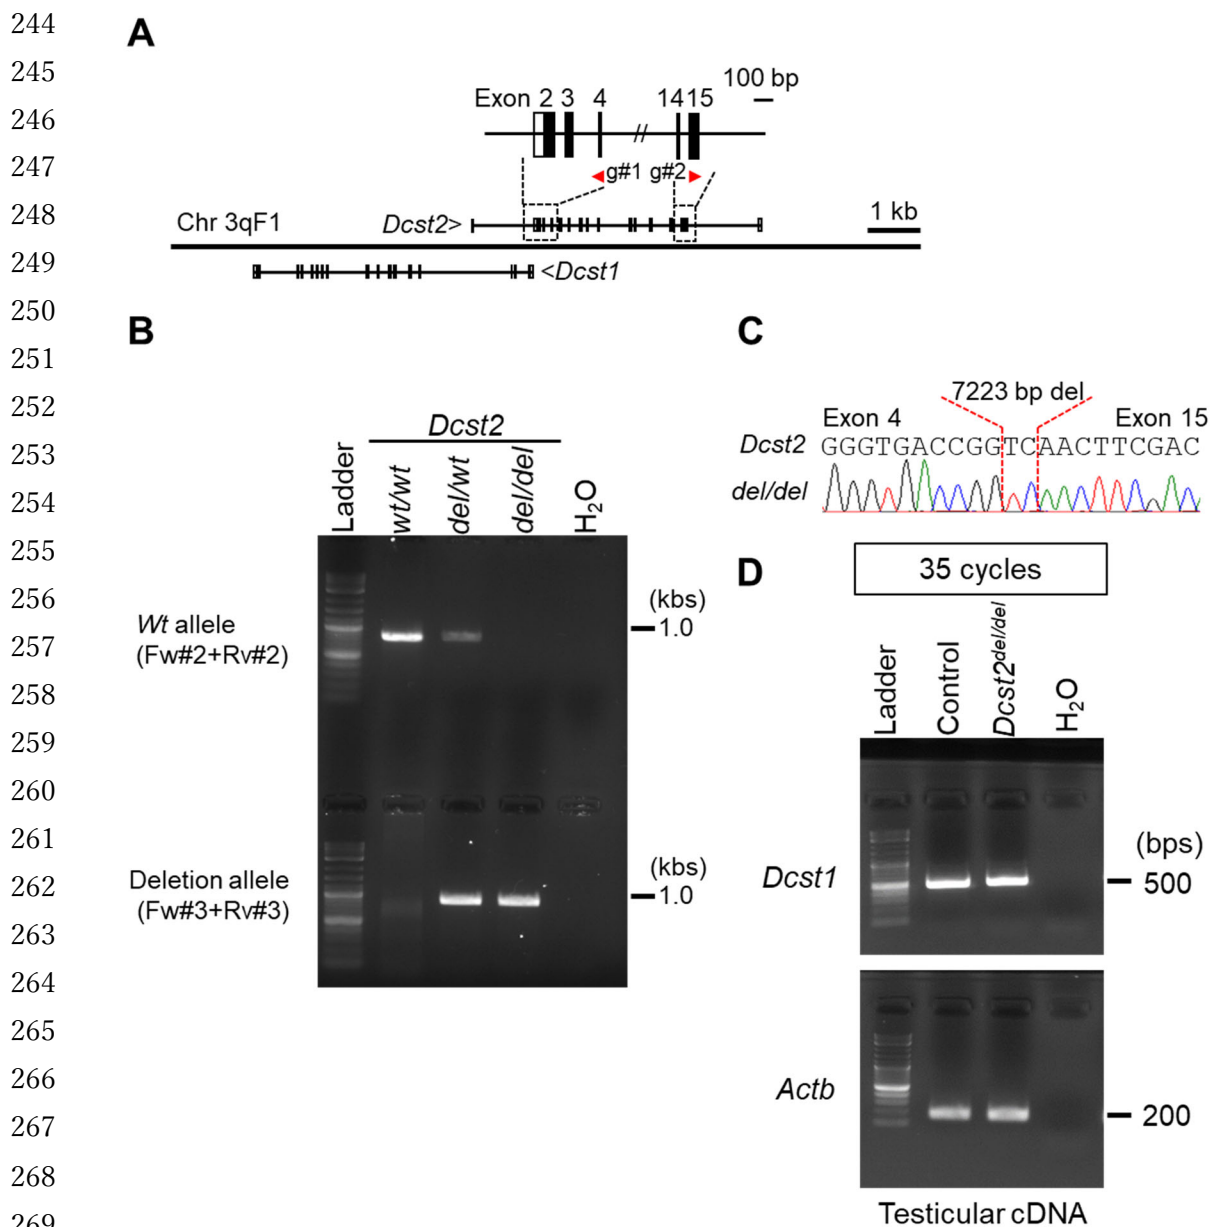 244
245
246
247
248
249
250
251
252
253
254
255
256
257
258
259
260
261
262
263
264
265
266
267
268
269
A
100 bp
Exon 2 3 4 14 15
//
g#1 g#2
Chr 3qF1
Dcst2>
1 kb
<Dcst1
B
Dcst2
Ladder
wt/wt
del/wt
del/del
H2O
Wt allele
(Fw#2+Rv#2)
(kbs)
1.0
Deletion allele
(Fw#3+Rv#3)
(kbs)
1.0
C
7223 bp del
Exon 4 Exon 15
Dcst2 GGGTGACCGGTCAACTTCGAC
del/del
D
35 cycles
Ladder
Control
Dcst2del/del
H2O
Dcst1
(bps)
500
Actb
200
Testicular cDNA